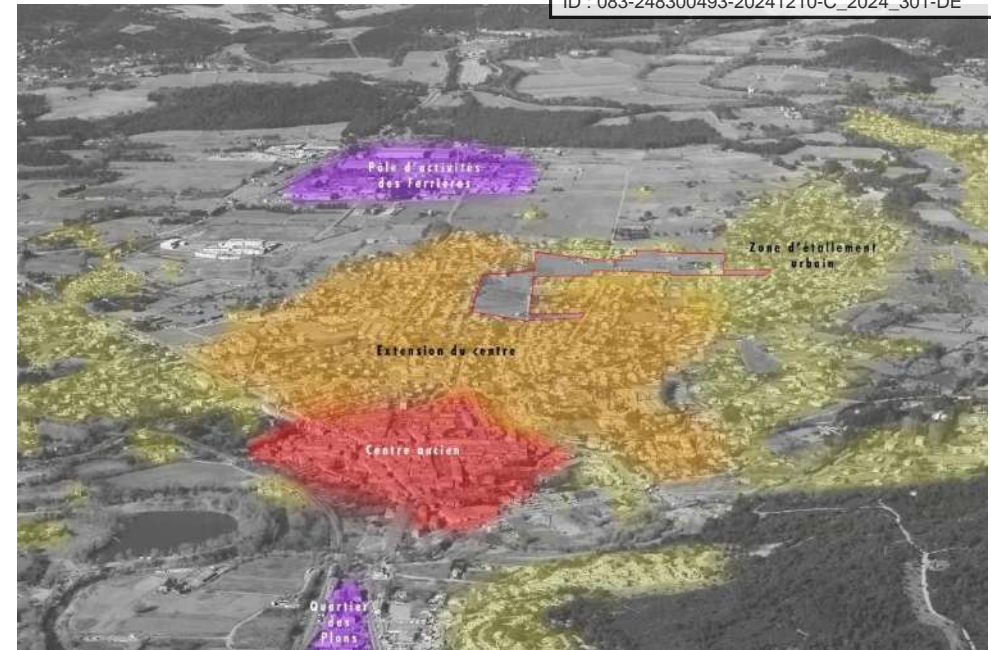 ID : 083-248300493-20241210-C_2024_301-DE
Pôle d'activités
des Ferrières
Zone d'étallement
urbain
Extension du centre
Centre ancien
Quartier
des
Plans